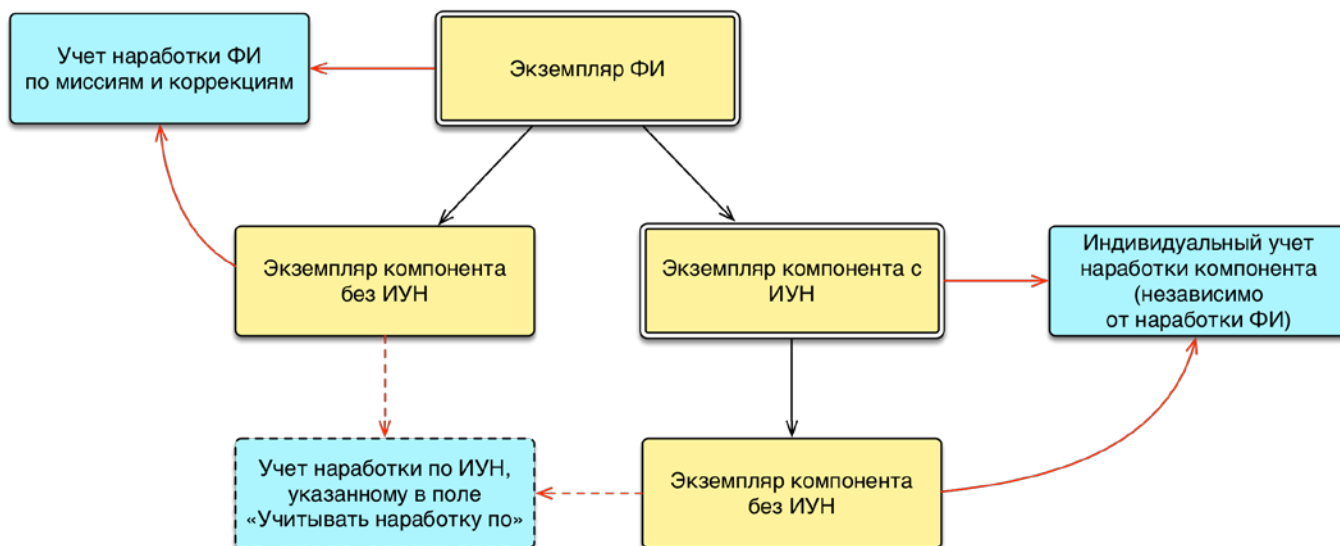 Учет наработки ФИ
по миссиям и коррекциям
Экземпляр ФИ
Экземпляр компонента
без ИУН
Экземпляр компонента с
ИУН
Индивидуальный учет
наработки компонента
(независимо
от наработки ФИ)
Учет наработки по ИУН,
указанному в поле
«Учитывать наработку по»
Экземпляр компонента
без ИУН